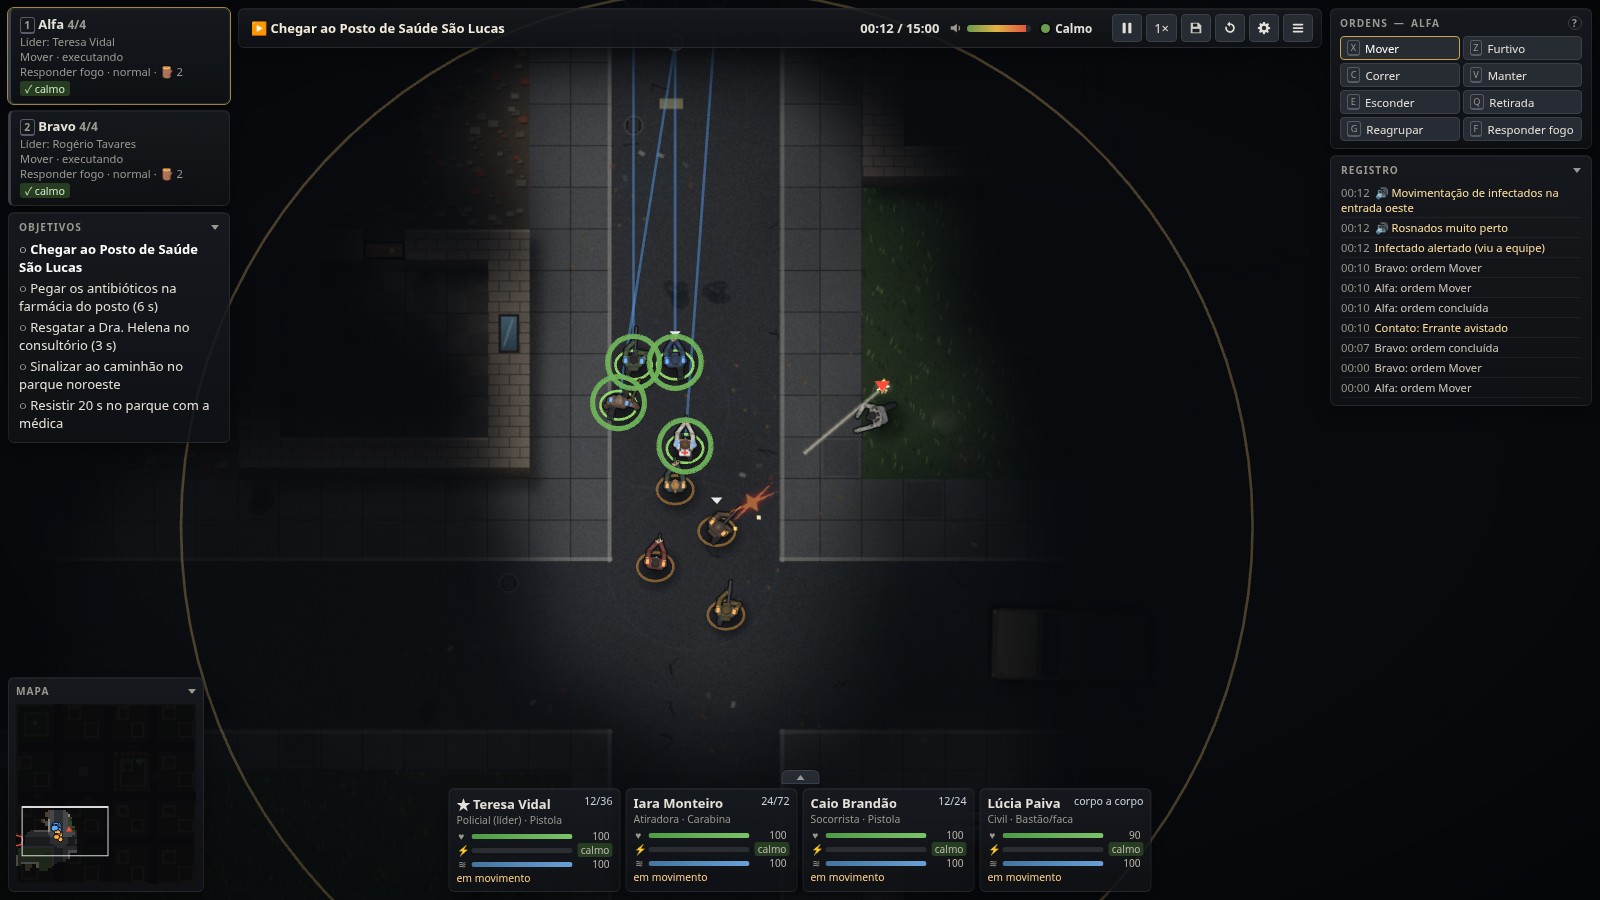 1 Alfa 4/4
Líder: Teresa Vidal
Mover · executando
Responder fogo · normal · 2
✓ calmo
2 Bravo 4/4
Líder: Rogério Tavares
Mover · executando
Responder fogo · normal · 2
✓ calmo
OBJETIVOS
○ Chegar ao Posto de Saúde
São Lucas
○ Pegar os antibióticos na
farmácia do posto (6 s)
○ Resgatar a Dra. Helena no
consultório (3 s)
○ Sinalizar ao caminhão no
parque noroeste
○ Resistir 20 s no parque com a
médica
Chegar ao Posto de Saúde São Lucas
00:12 / 15:00
Calmo
1×
ORDENS — ALFA
?
X Mover
Z Furtivo
C Correr
V Manter
E Esconder
Q Retirada
G Reagrupar
F Responder fogo
REGISTRO
00:12 Movimentação de infectados na
entrada oeste
00:12 Rosnados muito perto
00:12 Infectado alertado (viu a equipe)
00:10 Bravo: ordem Mover
00:10 Alfa: ordem Mover
00:10 Alfa: ordem concluída
00:10 Contato: Errante avistado
00:07 Bravo: ordem concluída
00:00 Bravo: ordem Mover
00:00 Alfa: ordem Mover
MAPA
★ Teresa Vidal 12/36
Policial (líder) · Pistola
100
calmo
100
em movimento
Iara Monteiro 24/72
Atiradora · Carabina
100
calmo
100
em movimento
Caio Brandão 12/24
Socorrista · Pistola
100
calmo
100
em movimento
Lúcia Paiva corpo a corpo
Civil · Bastão/faca
90
calmo
100
em movimento